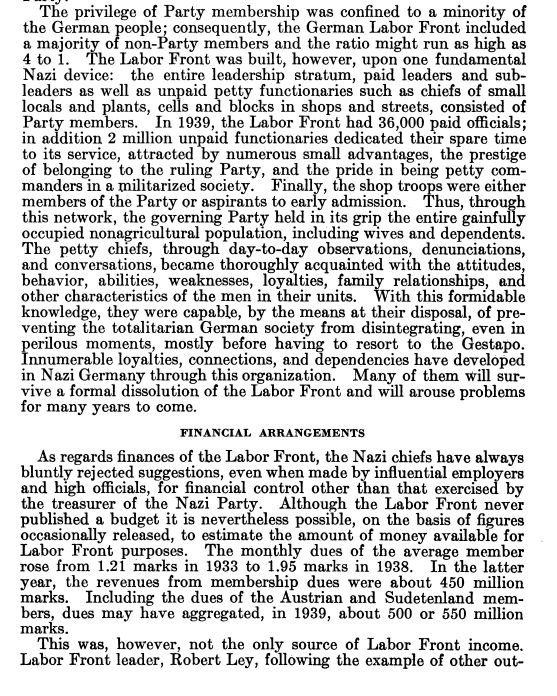 The privilege of Party membership was confined to a minority of
the German people; consequently, the German Labor Front included
a majority of non-Party members and the ratio might run as high as
4 to 1. The Labor Front was built, however, upon one fundamental
Nazi device: the entire leadership stratum, paid leaders and sub-
leaders as well as unpaid petty functionaries such as chiefs of small
locals and plants, cells and blocks in shops and streets, consisted of
Party members. In 1939, the Labor Front had 36,000 paid officials;
in addition 2 million unpaid functionaries dedicated their spare time
to its service, attracted by numerous small advantages, the prestige
of belonging to the ruling Party, and the pride in being petty com-
manders in a militarized society. Finally, the shop troops were either
members of the Party or aspirants to early admission. Thus, through
this network, the governing Party held in its grip the entire gainfully
occupied nonagricultural population, including wives and dependents.
The petty chiefs, through day-to-day observations, denunciations,
and conversations, became thoroughly acquainted with the attitudes,
behavior, abilities, weaknesses, loyalties, family relationships, and
other characteristics of the men in their units. With this formidable
knowledge, they were capable, by the means at their disposal, of pre-
venting the totalitarian German society from disintegrating, even in
perilous moments, mostly before having to resort to the Gestapo.
Innumerable loyalties, connections, and dependencies have developed
in Nazi Germany through this organization. Many of them will sur-
vive a formal dissolution of the Labor Front and will arouse problems
for many years to come.
FINANCIAL ARRANGEMENTS
As regards finances of the Labor Front, the Nazi chiefs have always
bluntly rejected suggestions, even when made by influential employers
and high officials, for financial control other than that exercised by
the treasurer of the Nazi Party. Although the Labor Front never
published a budget it is nevertheless possible, on the basis of figures
occasionally released, to estimate the amount of money available for
Labor Front purposes. The monthly dues of the average member
rose from 1.21 marks in 1933 to 1.95 marks in 1938. In the latter
year, the revenues from membership dues were about 450 million
marks. Including the dues of the Austrian and Sudetenland mem-
bers, dues may have aggregated, in 1939, about 500 or 550 million
marks.
This was, however, not the only source of Labor Front income.
Labor Front leader, Robert Ley, following the example of other out-